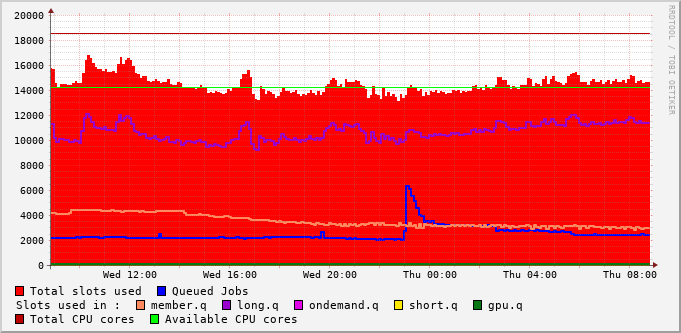 20000
18000
16000
14000
12000
10000
8000
6000
4000
2000
0
Wed 12:00 Wed 16:00 Wed 20:00 Thu 00:00 Thu 04:00 Thu 08:00
RRDTOOL / TOBI OETIKER
Total slots used Queued Jobs
Slots used in : member.q long.q ondemand.q short.q gpu.q
Total CPU cores Available CPU cores